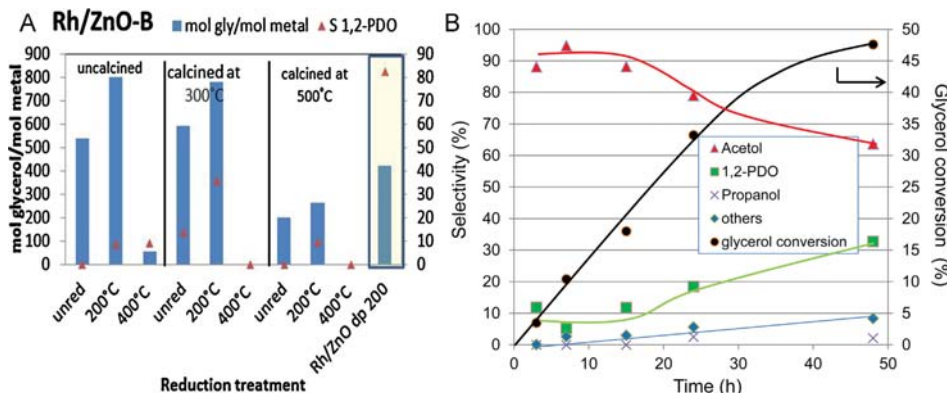 A
Rh/ZnO-B
mol gly/mol metal
S 1,2-PDO
900
800
700
600
500
400
300
200
100
0
mol glycerol/mol metal
uncalcined
calcined at
300°C
calcined at
500°C
90
80
70
60
50
40
30
20
10
0
unred
200°C
400°C
unred
200°C
400°C
unred
200°C
400°C
Rh/ZnO dp 200
Reduction treatment
B
100
90
80
70
60
50
40
30
20
10
0
Selectivity (%)
Acetol
1,2-PDO
Propanol
others
glycerol conversion
50
45
40
35
30
25
20
15
10
5
0
Glycerol conversion (%)
0
10
20
30
40
50
Time (h)